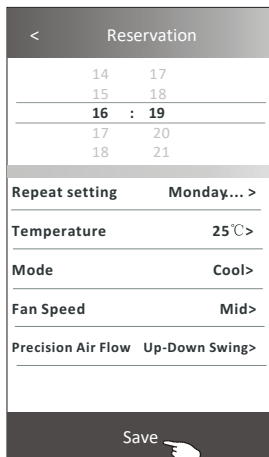 < Reservation
14 17
15 18
16 : 19
17 20
18 21
Repeat setting Monday.... >
Temperature 25℃>
Mode Cool>
Fan Speed Mid>
Precision Air Flow Up-Down Swing>
Save